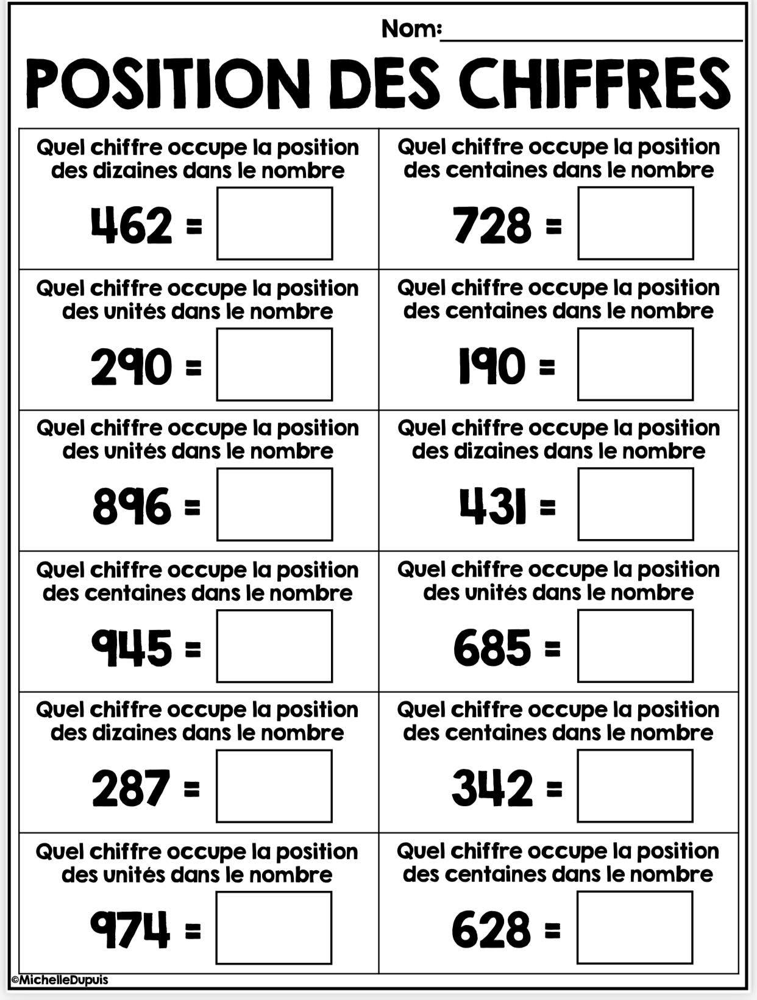 Nom:
POSITION DES CHIFFRES
Quel chiffre occupe la position
des dizaines dans le nombre
462 =
Quel chiffre occupe la position
des centaines dans le nombre
728 =
Quel chiffre occupe la position
des unités dans le nombre
290 =
Quel chiffre occupe la position
des centaines dans le nombre
190 =
Quel chiffre occupe la position
des unités dans le nombre
896 =
Quel chiffre occupe la position
des dizaines dans le nombre
431 =
Quel chiffre occupe la position
des centaines dans le nombre
945 =
Quel chiffre occupe la position
des unités dans le nombre
685 =
Quel chiffre occupe la position
des dizaines dans le nombre
287 =
Quel chiffre occupe la position
des centaines dans le nombre
342 =
Quel chiffre occupe la position
des unités dans le nombre
974 =
Quel chiffre occupe la position
des centaines dans le nombre
628 =
©MichelleDupuis